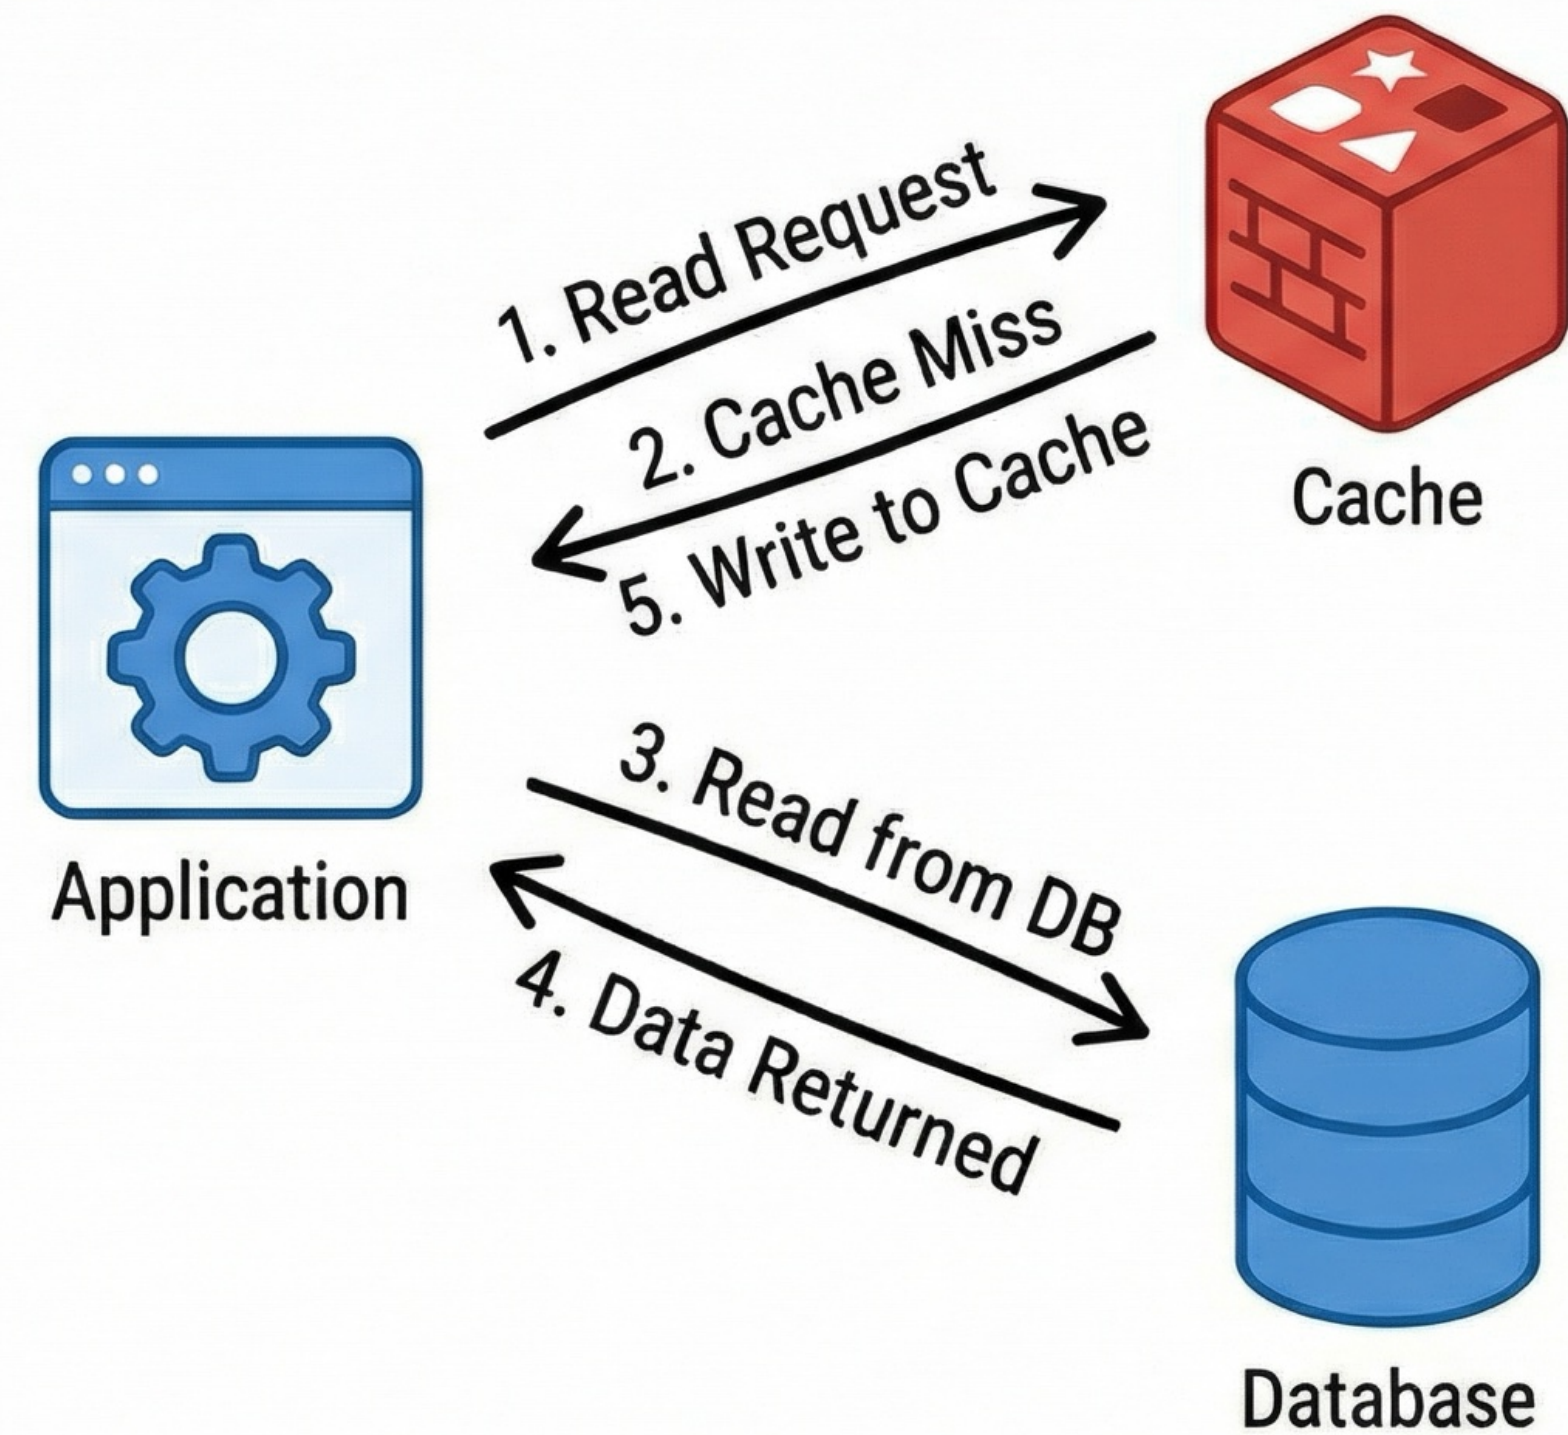 1. Read Request
2. Cache Miss
5. Write to Cache
Cache
3. Read from DB
Application
4. Data Returned
Database